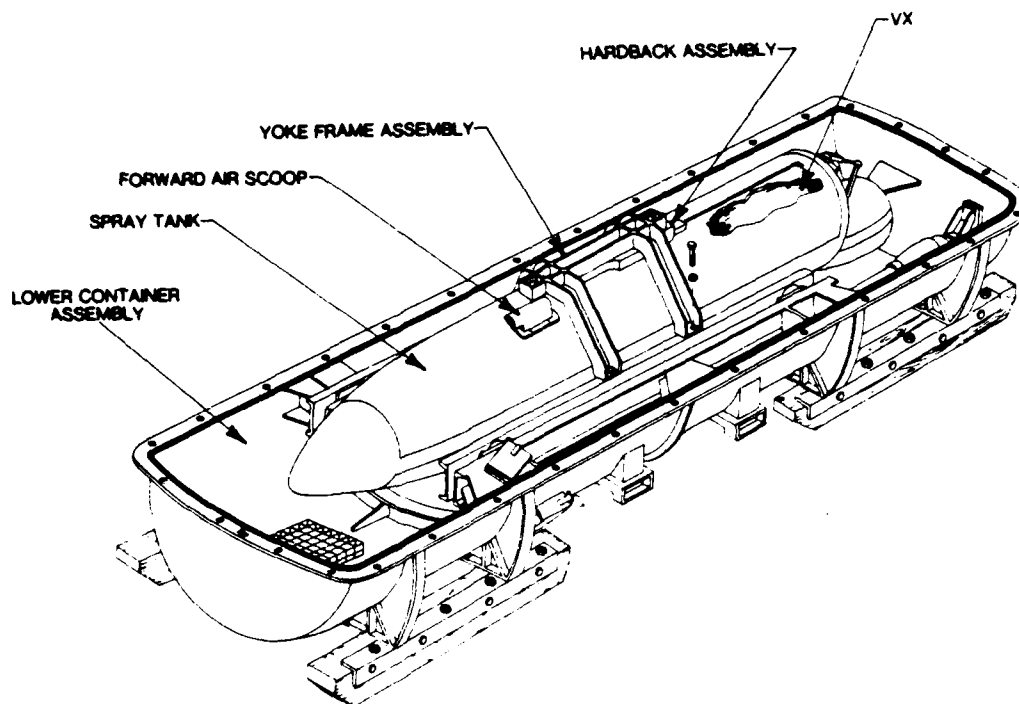 VX
HARDBACK ASSEMBLY
YOKE FRAME ASSEMBLY
FORWARD AIR SCOOP
SPRAY TANK
LOWER CONTAINER
ASSEMBLY